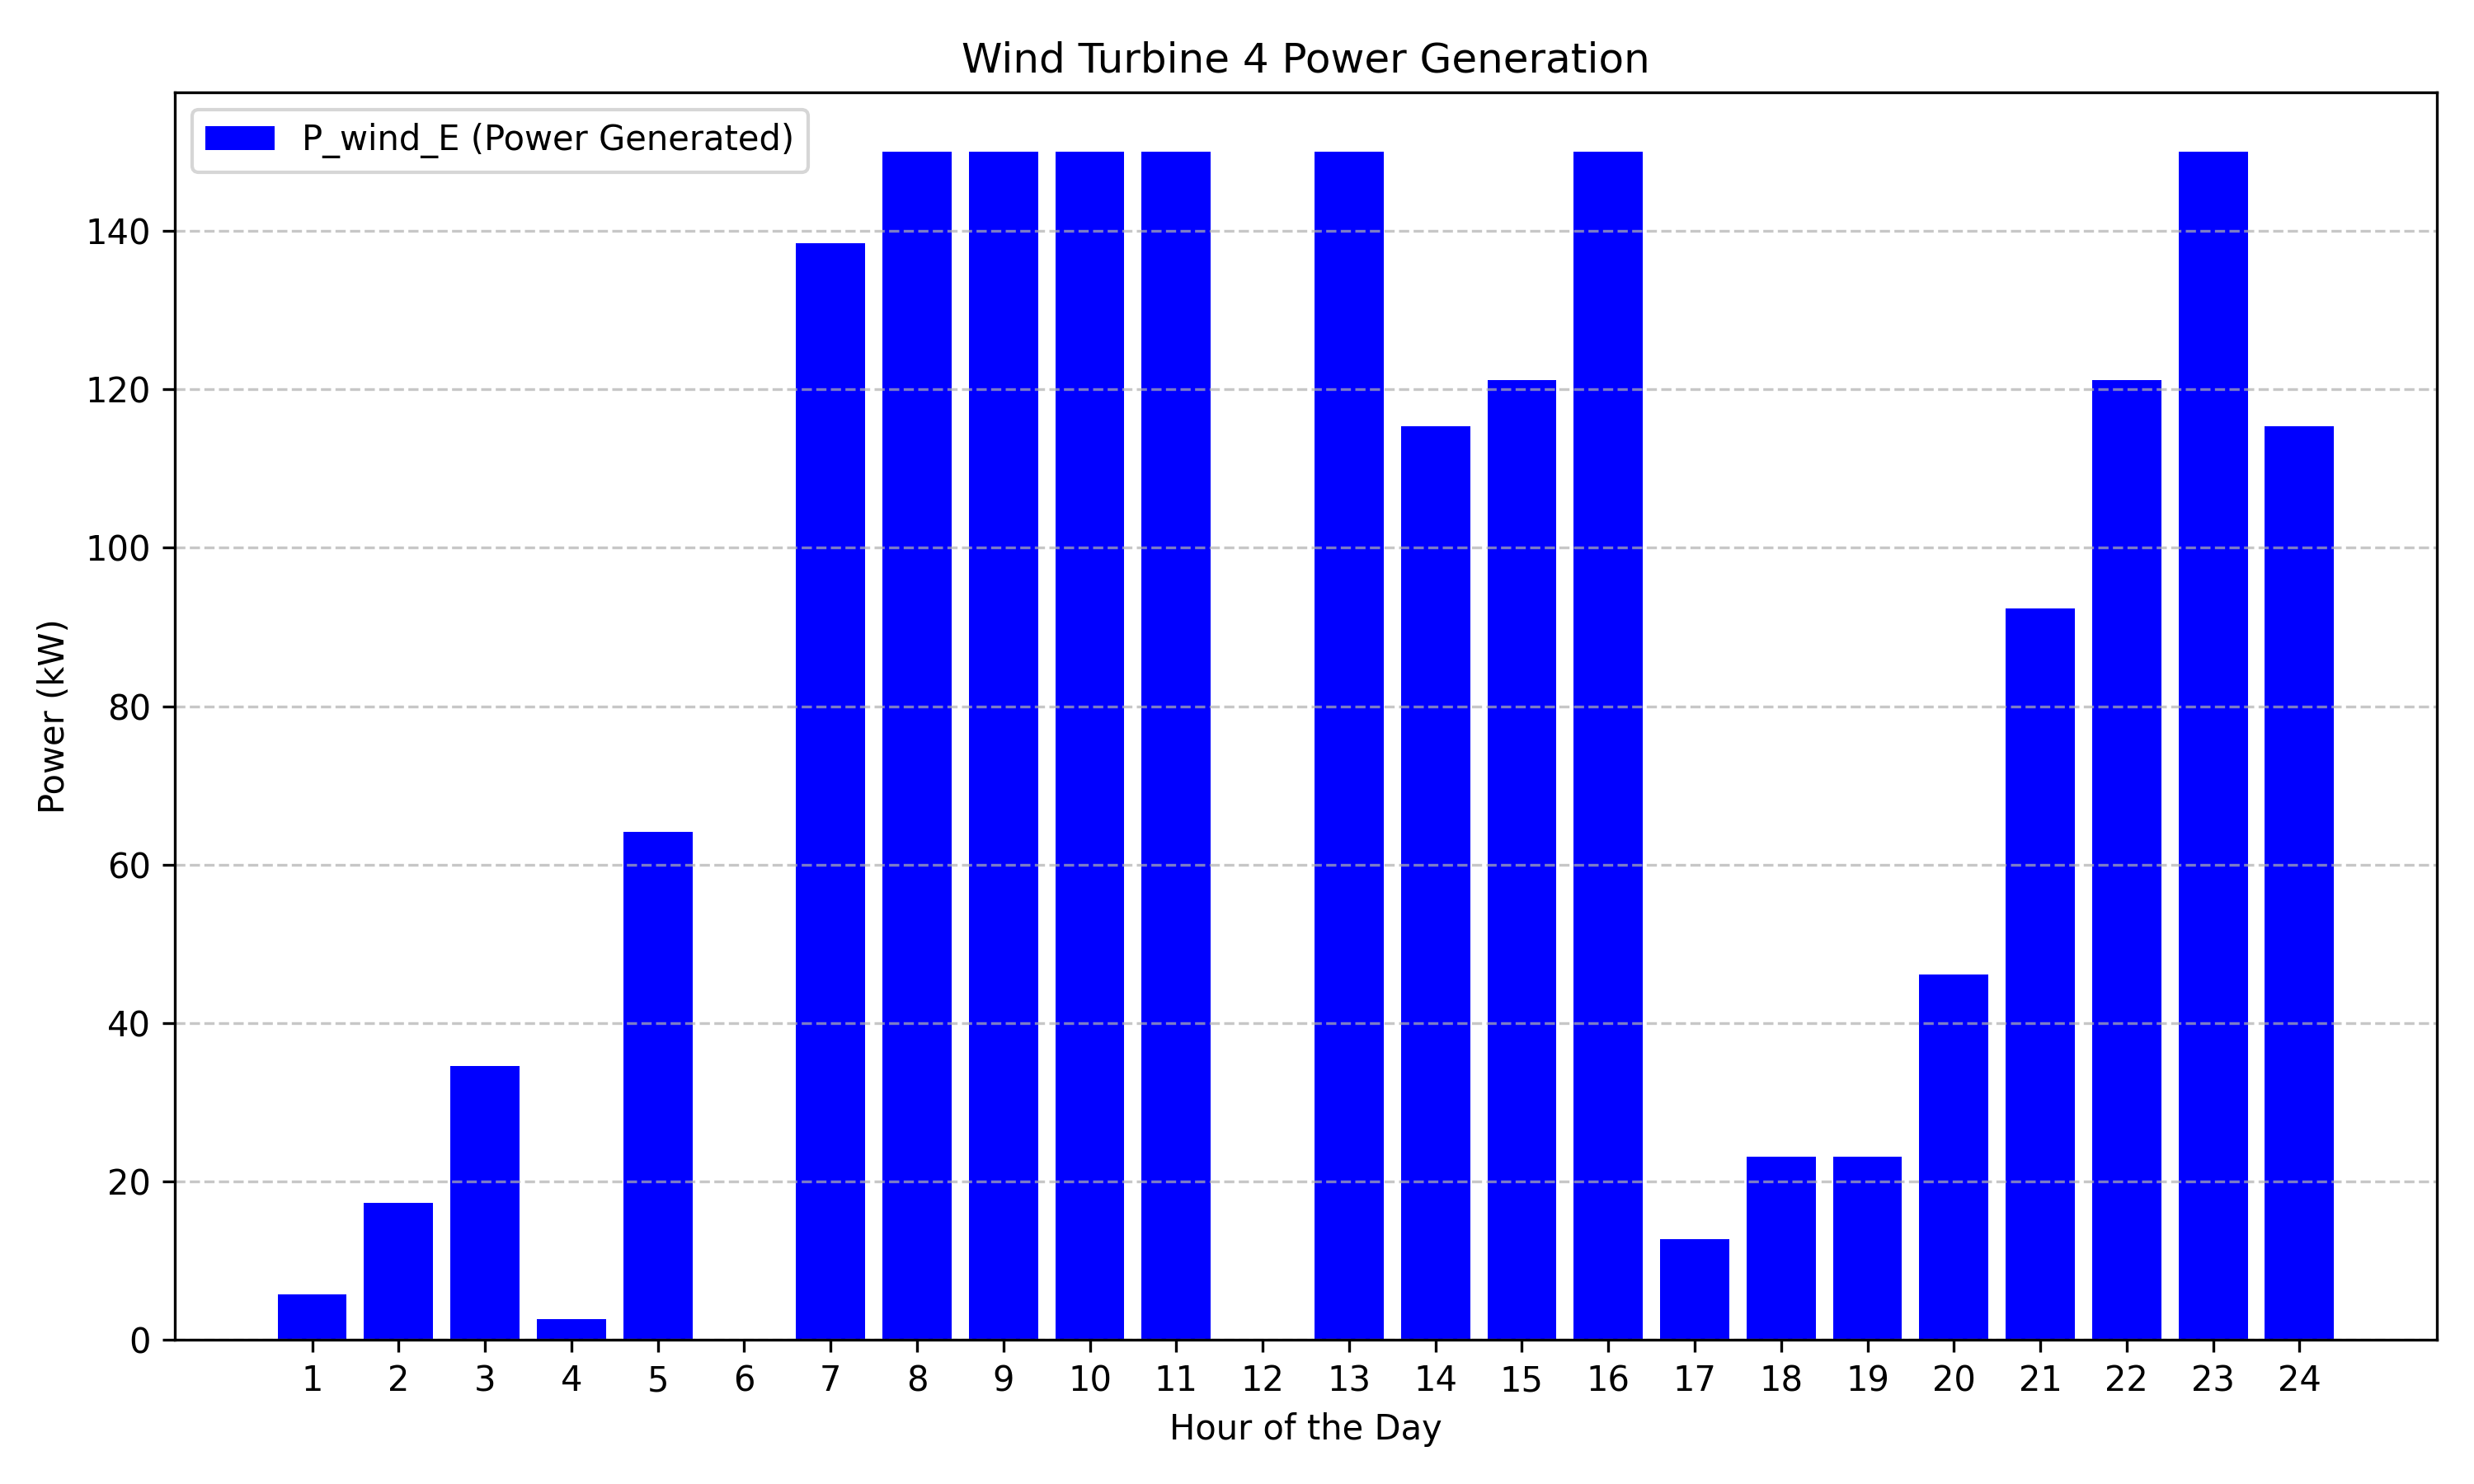 Wind Turbine 4 Power Generation
P_wind_E (Power Generated)
140
120
100
80
60
40
20
0
Power (kW)
1 2 3 4 5 6 7 8 9 10 11 12 13 14 15 16 17 18 19 20 21 22 23 24
Hour of the Day